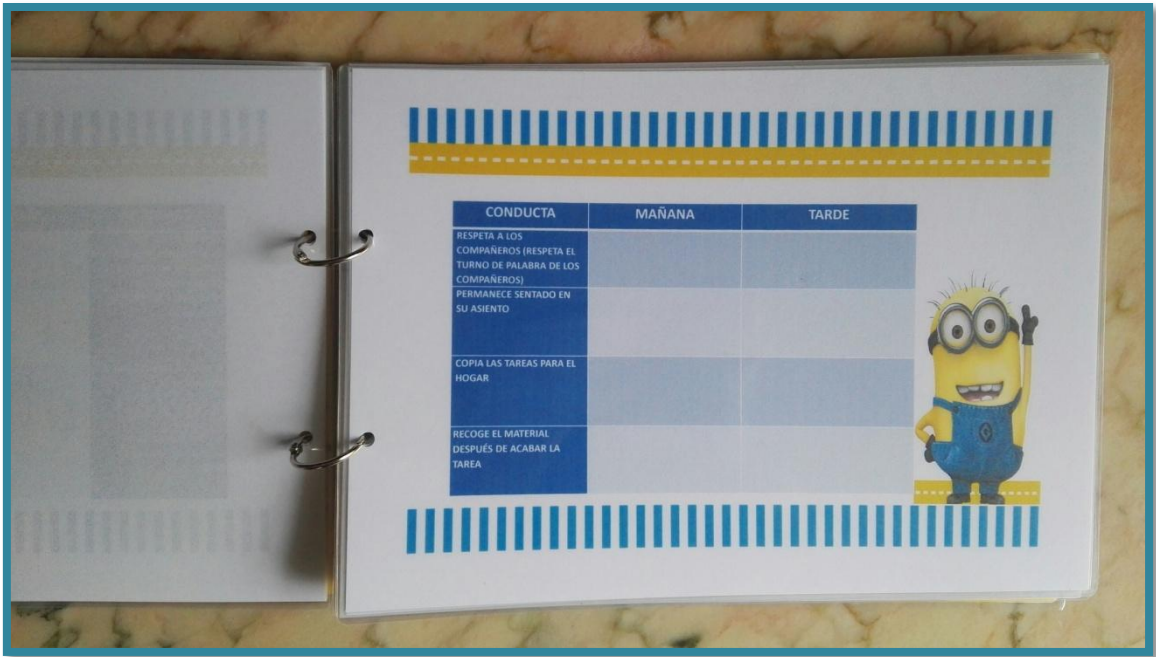 CONDUCTA MAÑANA TARDE
RESPETA A LOS
COMPAÑEROS (RESPETA EL
TURNO DE PALABRA DE LOS
COMPAÑEROS)
PERMANECE SENTADO EN
SU ASIENTO
COPIA LAS TAREAS PARA EL
HOGAR
RECOGE EL MATERIAL
DESPUÉS DE ACABAR LA
TAREA